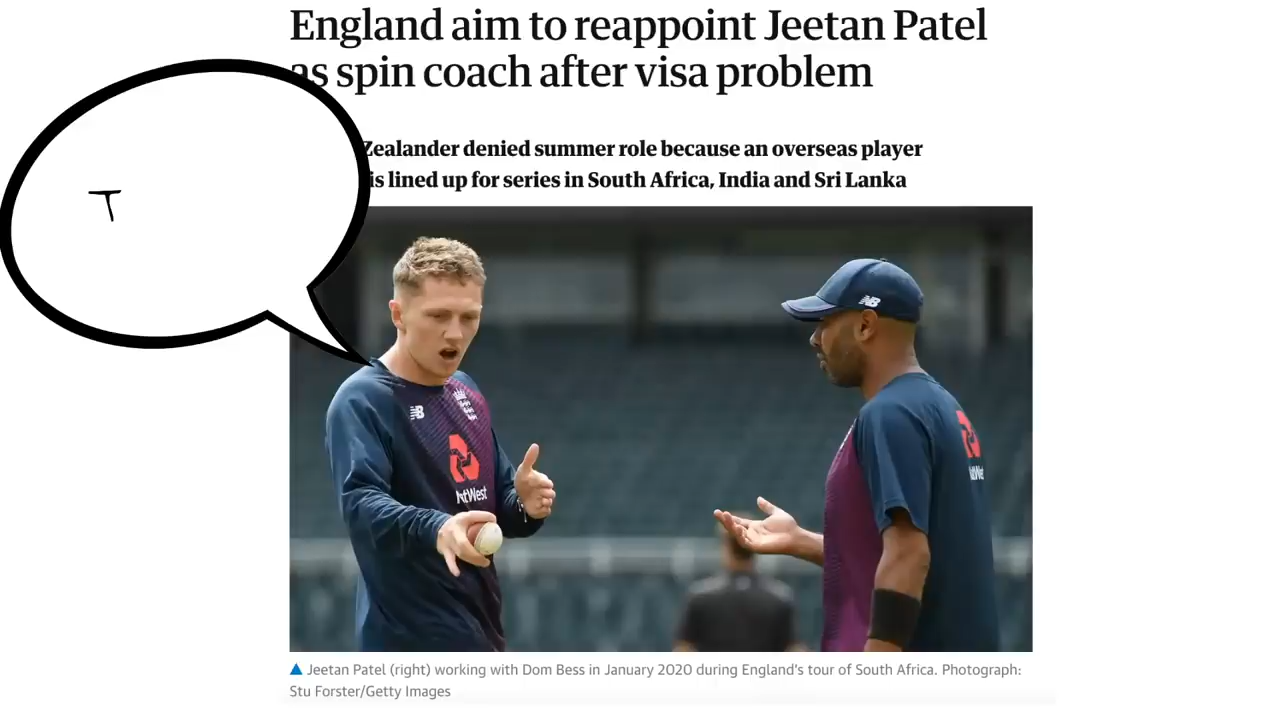 England aim to reappoint Jeetan Patel
as spin coach after visa problem
Zealander denied summer role because an overseas player
is lined up for series in South Africa, India and Sri Lanka
T
NB
NatWest
NB
▲ Jeetan Patel (right) working with Dom Bess in January 2020 during England's tour of South Africa. Photograph:
Stu Forster/Getty Images